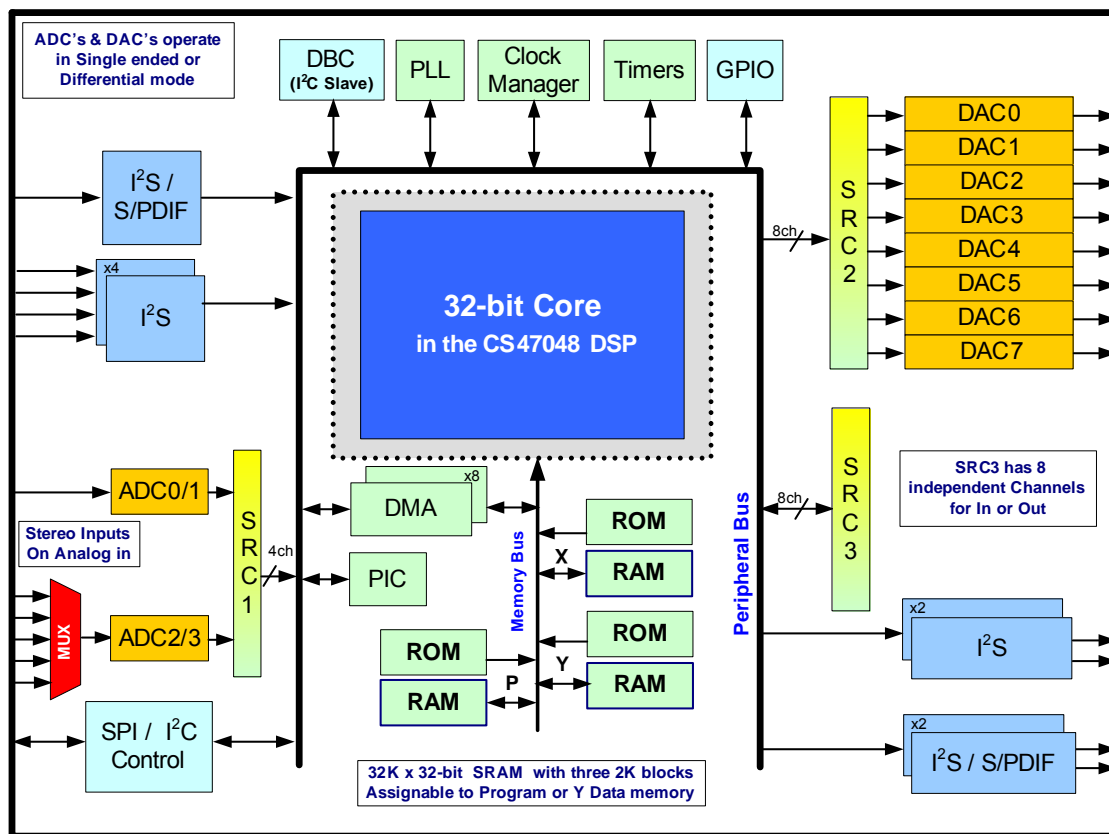 ADC's & DAC's operate
in Single ended or
Differential mode
DBC
(I²C Slave)
PLL
Clock
Manager
Timers
GPIO
I²S /
S/PDIF
x4
I²S
32-bit Core
in the CS47048 DSP
8ch
SRC2
DAC0
DAC1
DAC2
DAC3
DAC4
DAC5
DAC6
DAC7
ADC0/1
Stereo Inputs
On Analog in
MUX
ADC2/3
SRC1
4ch
SPI / I²C
Control
x8
DMA
PIC
Memory Bus
ROM
X
RAM
ROM
Y
RAM
ROM
P
RAM
Peripheral Bus
8ch
SRC3
SRC3 has 8
independent Channels
for In or Out
x2
I²S
x2
I²S / S/PDIF
32K x 32-bit SRAM with three 2K blocks
Assignable to Program or Y Data memory